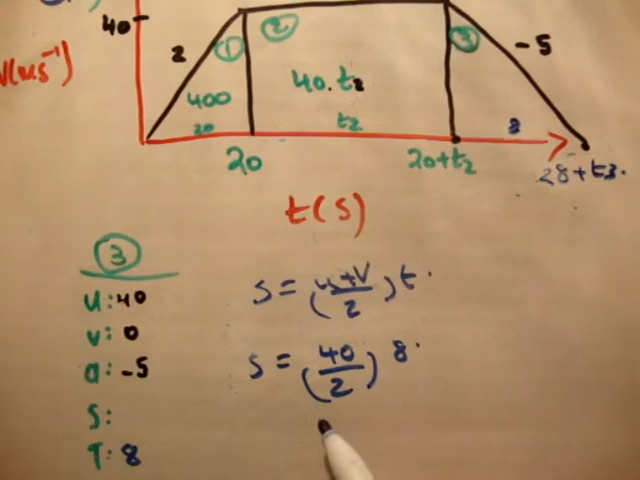 40
V(ms⁻¹)
2
①
②
③
-5
400
40.t2
20
t2
8
20
20+t2
28+t3.
t(s)
③
u: 40
v: 0
a: -5
s:
T: 8
s = (u+v/2)t.
s = (40/2) 8.